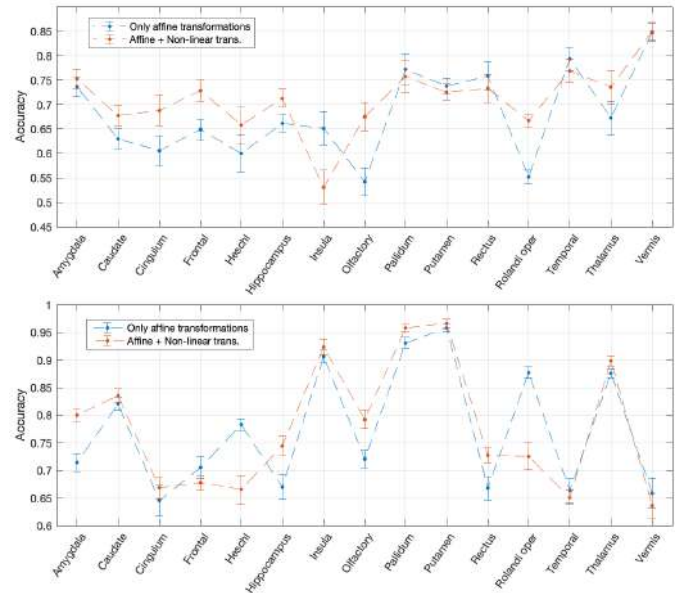 0.85
0.8
0.75
0.7
0.65
0.6
0.55
0.5
0.45
Accuracy
Only affine transformations
Affine + Non-linear trans.
Amygdala
Caudate
Cingulum
Frontal
Heschl
Hippocampus
Insula
Olfactory
Pallidum
Putamen
Rectus
Rolandi oper
Temporal
Thalamus
Vermis
1
0.95
0.9
0.85
0.8
0.75
0.7
0.65
0.6
Accuracy
Only affine transformations
Affine + Non-linear trans.
Amygdala
Caudate
Cingulum
Frontal
Heschl
Hippocampus
Insula
Olfactory
Pallidum
Putamen
Rectus
Rolandi oper
Temporal
Thalamus
Vermis